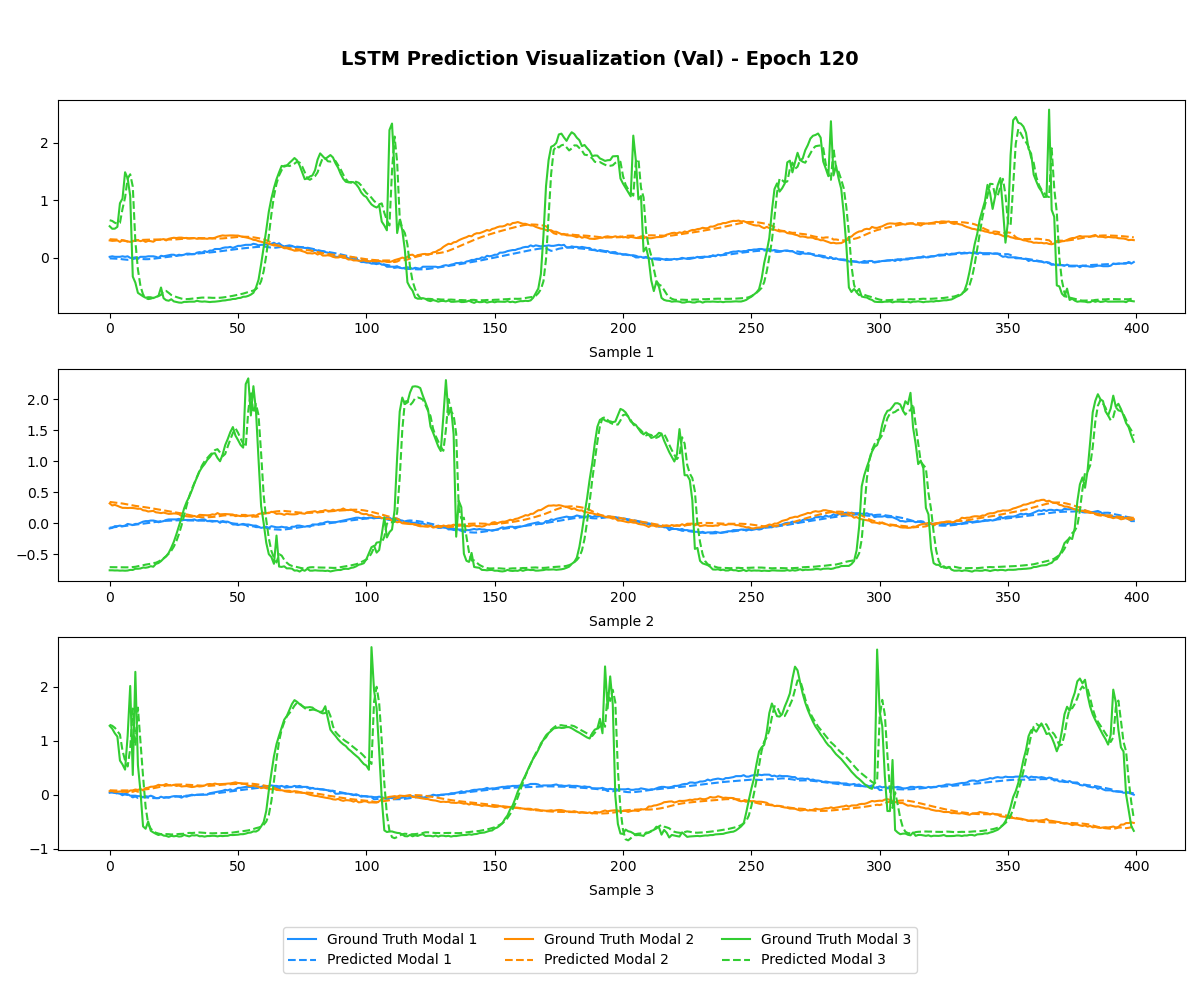 LSTM Prediction Visualization (Val) - Epoch 120
2
1
0
0 50 100 150 200 250 300 350 400
Sample 1
2.0
1.5
1.0
0.5
0.0
−0.5
0 50 100 150 200 250 300 350 400
Sample 2
2
1
0
−1
0 50 100 150 200 250 300 350 400
Sample 3
Ground Truth Modal 1 Ground Truth Modal 2 Ground Truth Modal 3
Predicted Modal 1 Predicted Modal 2 Predicted Modal 3